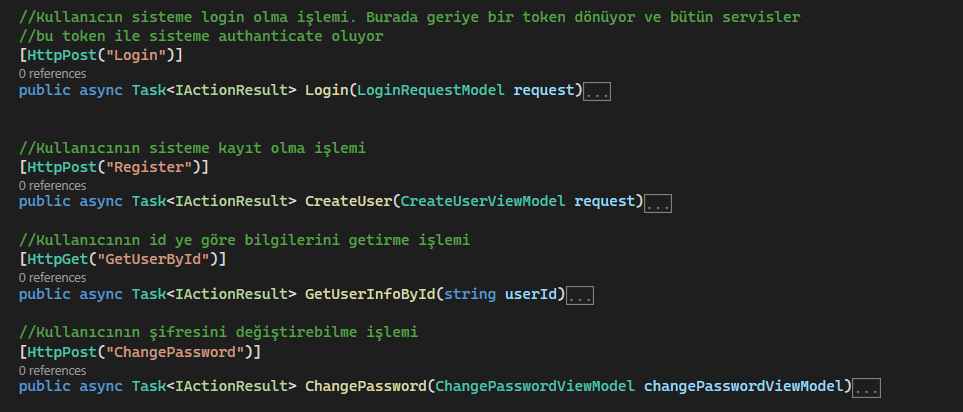 //Kullanıcın sisteme login olma işlemi. Burada geriye bir token dönüyor ve bütün servisler
//bu token ile sisteme authanticate oluyor
[HttpPost("Login")]
0 references
public async Task<IActionResult> Login(LoginRequestModel request)...
//Kullanıcının sisteme kayıt olma işlemi
[HttpPost("Register")]
0 references
public async Task<IActionResult> CreateUser(CreateUserViewModel request)...
//Kullanıcının id ye göre bilgilerini getirme işlemi
[HttpGet("GetUserById")]
0 references
public async Task<IActionResult> GetUserInfoById(string userId)...
//Kullanıcının şifresini değiştirebilme işlemi
[HttpPost("ChangePassword")]
0 references
public async Task<IActionResult> ChangePassword(ChangePasswordViewModel changePasswordViewModel)...